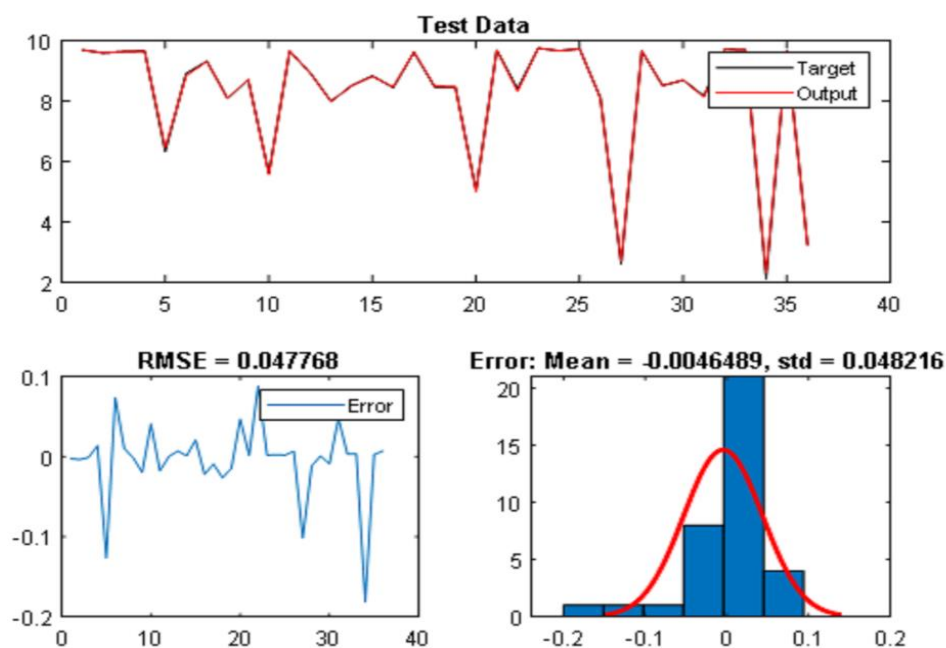 Test Data
10
8
6
4
2
Target
Output
0 5 10 15 20 25 30 35 40
RMSE = 0.047768
0.1
0
-0.1
-0.2
Error
0 10 20 30 40
Error: Mean = -0.0046489, std = 0.048216
20
15
10
5
0
-0.2 -0.1 0 0.1 0.2